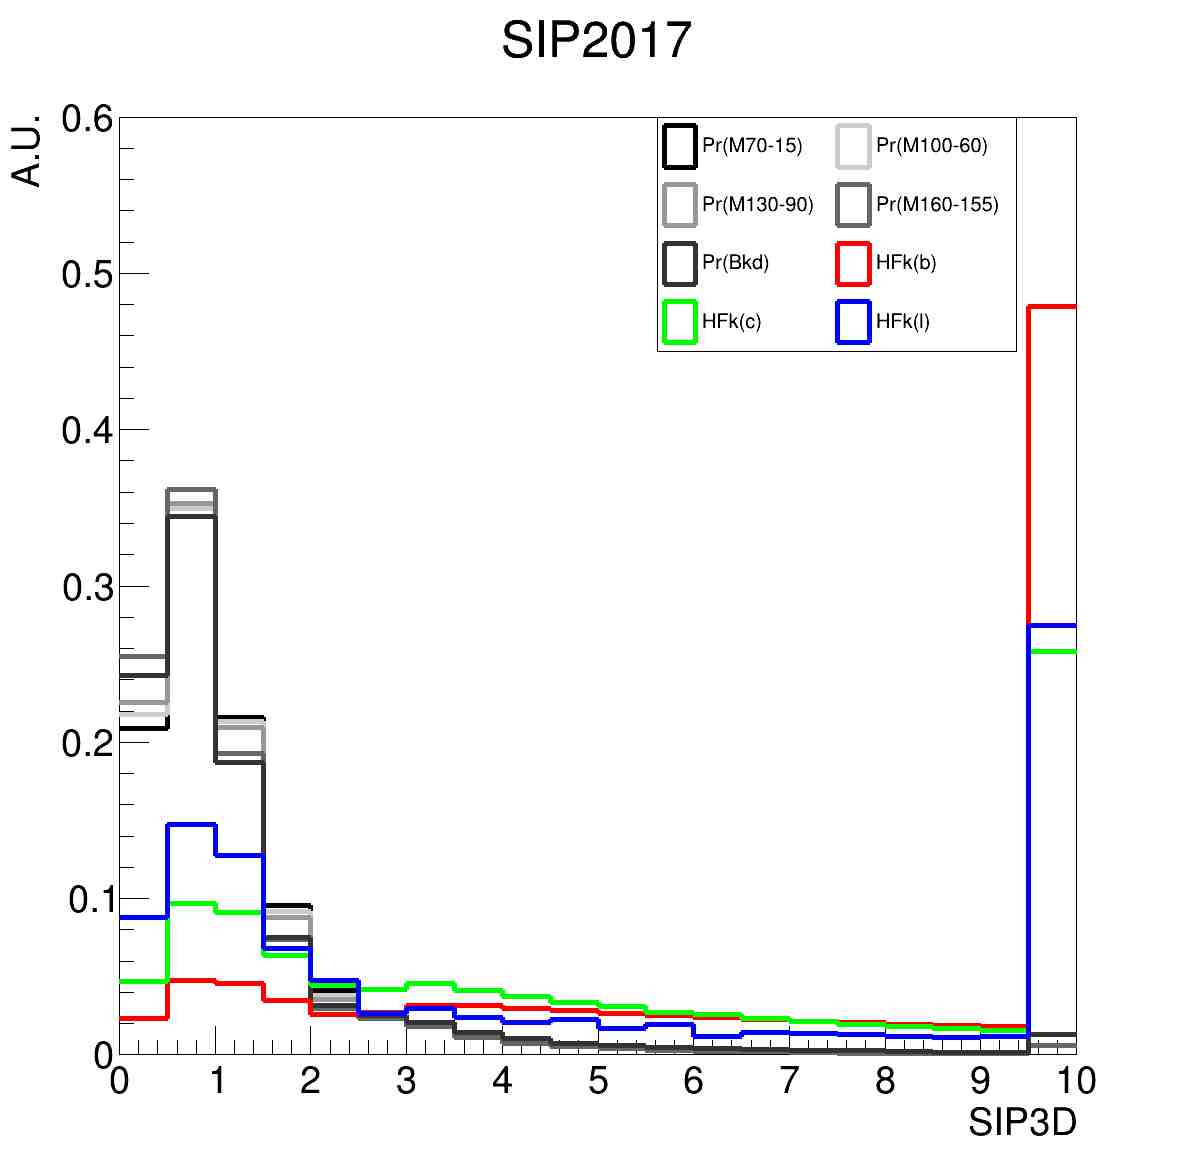 SIP2017
A.U.
0.6
0.5
0.4
0.3
0.2
0.1
0
Pr(M70-15) Pr(M100-60)
Pr(M130-90) Pr(M160-155)
Pr(Bkd) HFk(b)
HFk(c) HFk(l)
0 1 2 3 4 5 6 7 8 9 10
SIP3D